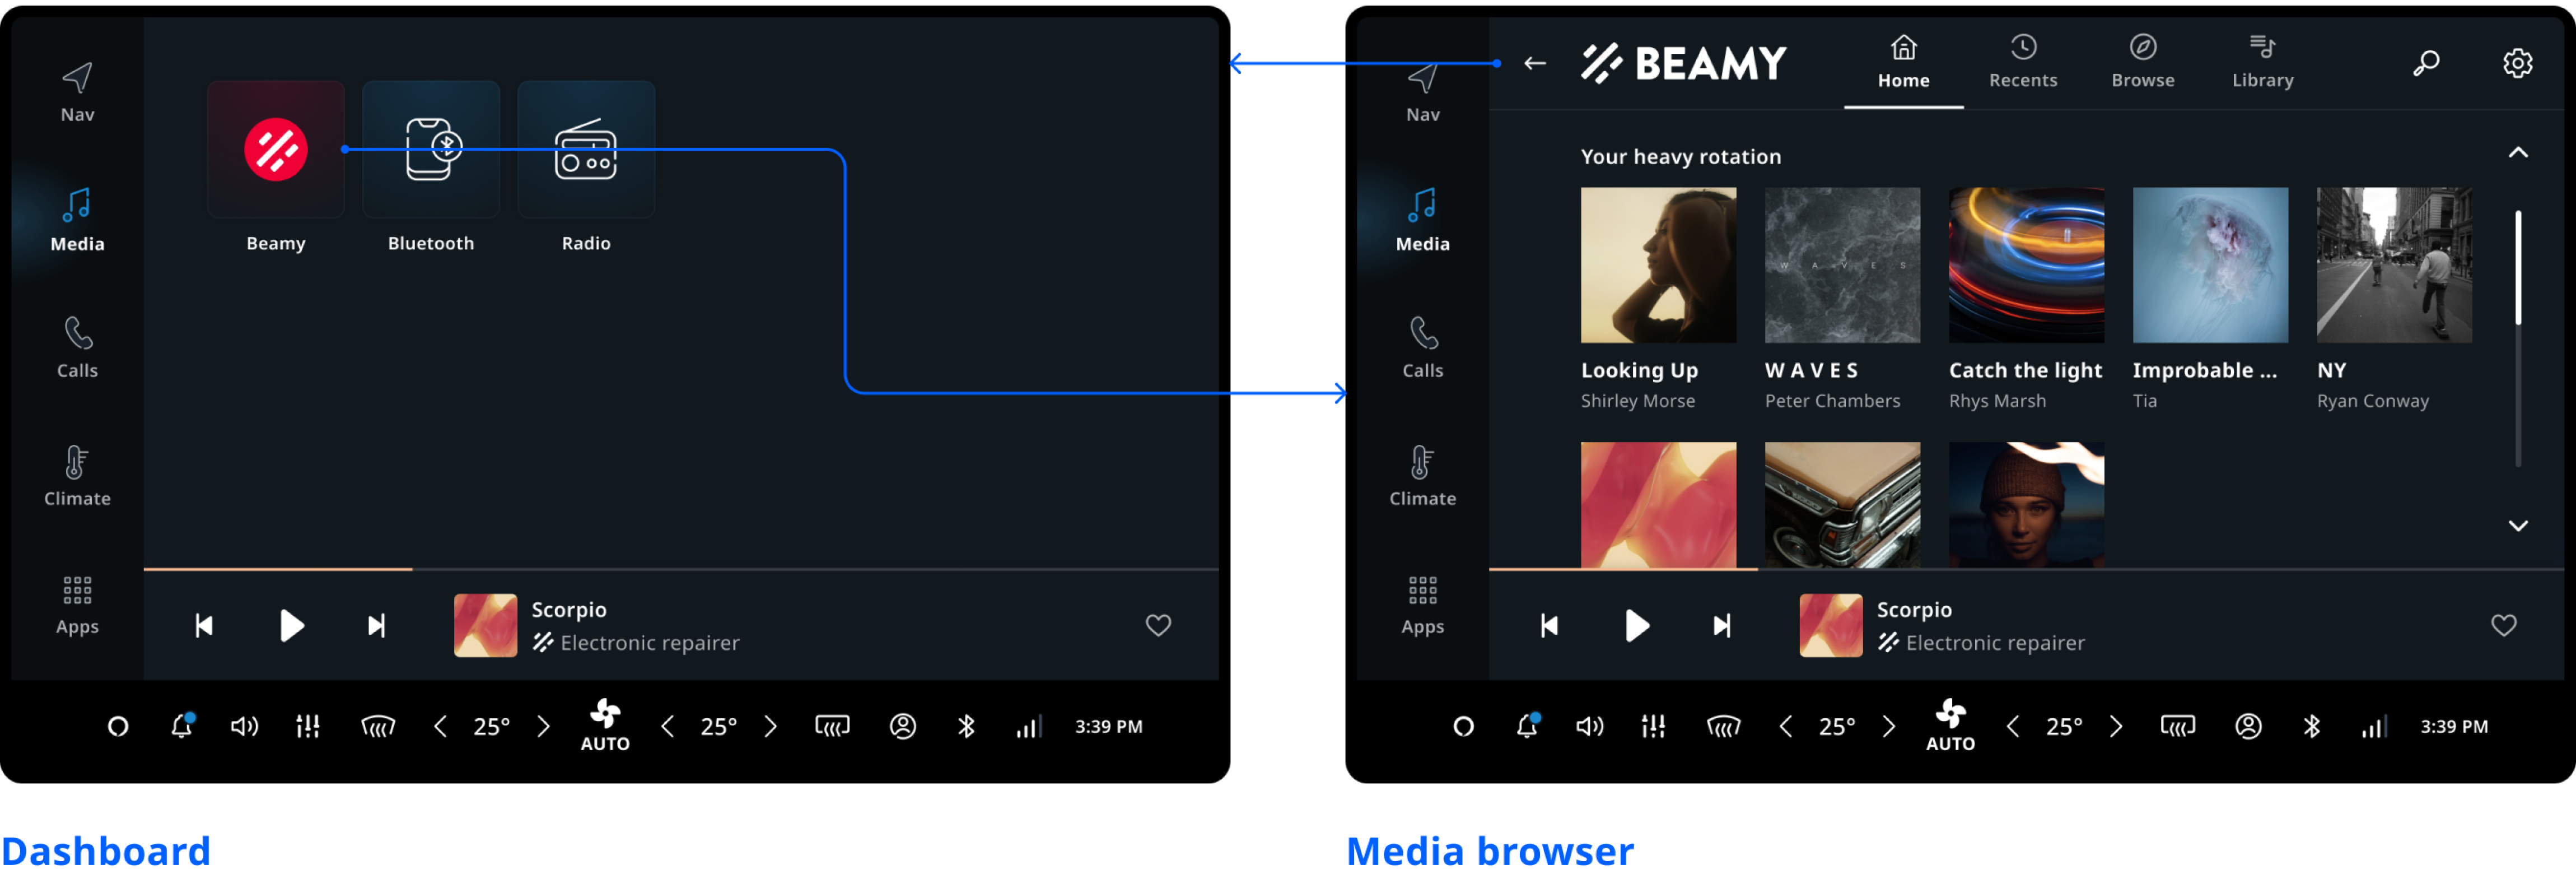 Nav
Media
Calls
Climate
Apps
Beamy
Bluetooth
Radio
Scorpio
Electronic repairer
25°
AUTO
25°
3:39 PM
Dashboard
Nav
Media
Calls
Climate
Apps
BEAMY
Home
Recents
Browse
Library
Your heavy rotation
W A V E S
Looking Up
Shirley Morse
W A V E S
Peter Chambers
Catch the light
Rhys Marsh
Improbable ...
Tia
NY
Ryan Conway
Scorpio
Electronic repairer
25°
AUTO
25°
3:39 PM
Media browser